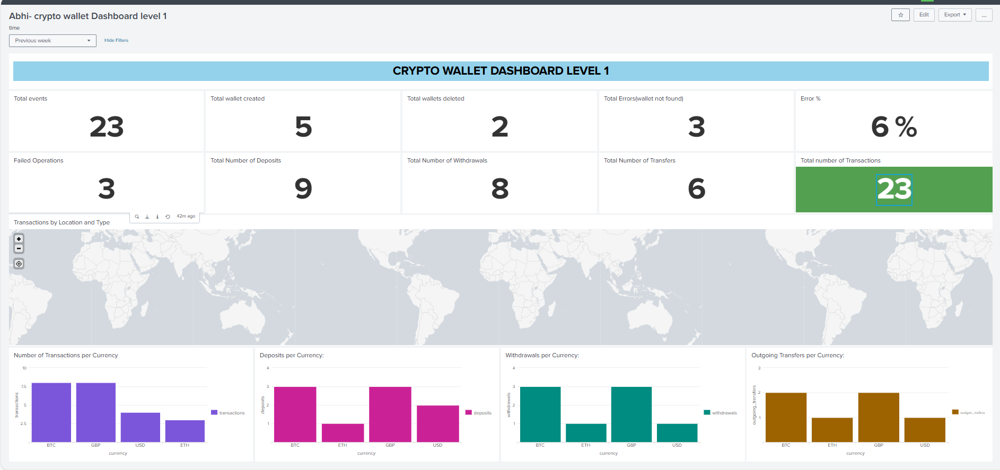 Abhi- crypto wallet Dashboard level 1
Edit
Export
...
time
Previous week
Hide Filters
CRYPTO WALLET DASHBOARD LEVEL 1
Total events
23
Total wallet created
5
Total wallets deleted
2
Total Errors(wallet not found)
3
Error %
6 %
Failed Operations
3
Total Number of Deposits
9
Total Number of Withdrawals
8
Total Number of Transfers
6
Total number of Transactions
23
42m ago
Transactions by Location and Type
+
−
Number of Transactions per Currency
10
7.5
5
2.5
transactions
BTC
GBP
USD
ETH
currency
transactions
Deposits per Currency:
4
3
2
1
deposits
BTC
ETH
GBP
USD
currency
deposits
Withdrawals per Currency:
4
3
2
1
withdrawals
BTC
ETH
GBP
USD
currency
withdrawals
Outgoing Transfers per Currency:
3
2
1
outgoing_transfers
BTC
ETH
GBP
USD
currency
outgoi...nsfers